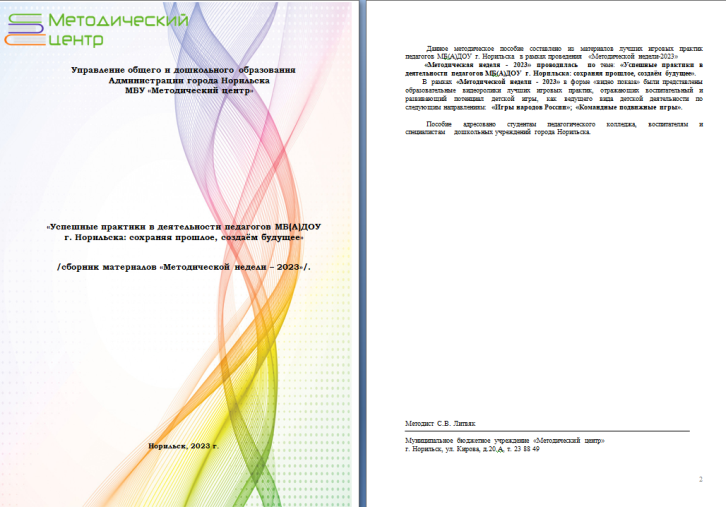 Методический
центр
Управление общего и дошкольного образования
Администрации города Норильска
МБУ «Методический центр»
«Успешные практики в деятельности педагогов МБ(А)ДОУ
г. Норильска: сохраняя прошлое, создаём будущее»
/сборник материалов «Методической недели – 2023»/.
Норильск, 2023 г.
Данное методическое пособие составлено из материалов лучших игровых практик
педагогов МБ(А)ДОУ г. Норильска в рамках проведения «Методической недели-2023»
«Методическая неделя - 2023» проводилась по теме: «Успешные практики в
деятельности педагогов МБ(А)ДОУ г. Норильска: сохраняя прошлое, создаём будущее».
В рамках «Методической недели - 2023» в форме «видео показа» были представлены
образовательные видеоролики лучших игровых практик, отражающих воспитательный и
развивающий потенциал детской игры, как ведущего вида детской деятельности по
следующим направлениям: «Игры народов России»; «Командные подвижные игры».
Пособие адресовано студентам педагогического колледжа, воспитателям и
специалистам дошкольных учреждений города Норильска.
Методист С.В. Литвяк
Муниципальное бюджетное учреждение «Методический центр»
г. Норильск, ул. Кирова, д.20,А, т. 23 88 49
2